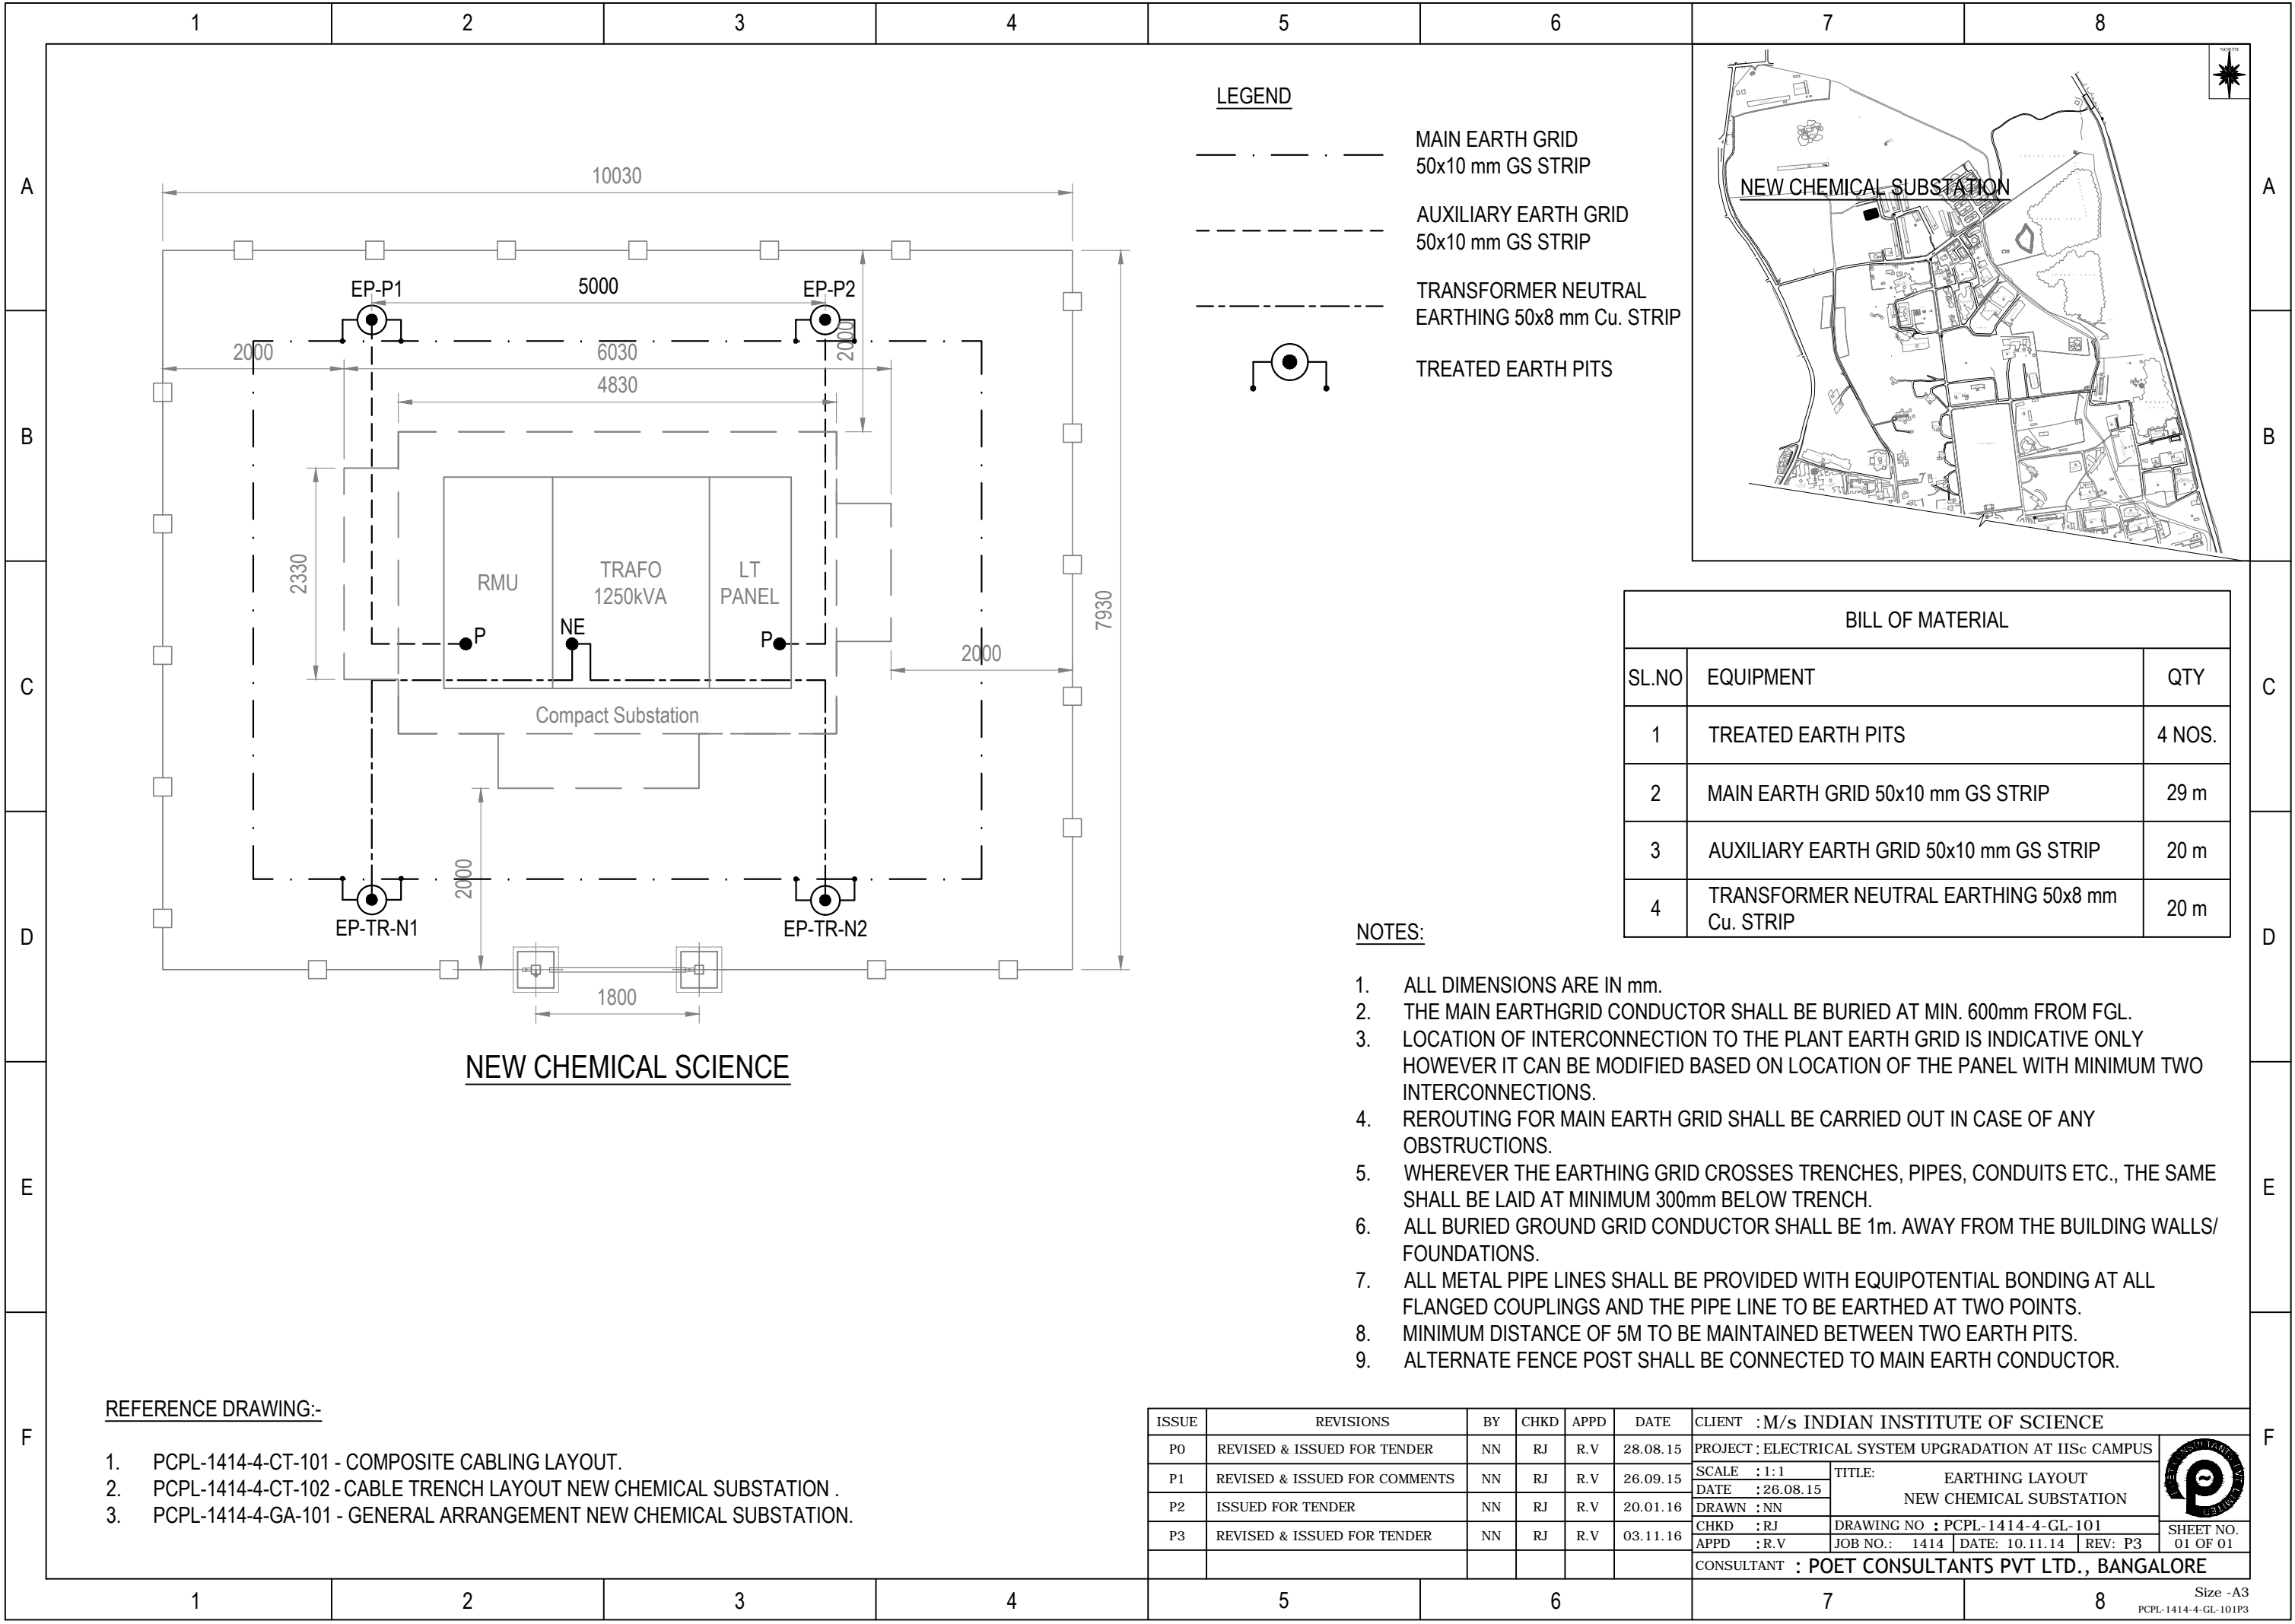 1 2 3 4 5 6 7 8
A
B
C
D
E
F
A
B
C
D
E
F
10030
EP-P1
5000
EP-P2
2000
2000
6030
4830
2330
RMU
TRAFO
1250kVA
LT
PANEL
P
NE
P
7930
2000
Compact Substation
2000
EP-TR-N1
EP-TR-N2
1800
NEW CHEMICAL SCIENCE
LEGEND
MAIN EARTH GRID
50x10 mm GS STRIP
AUXILIARY EARTH GRID
50x10 mm GS STRIP
TRANSFORMER NEUTRAL
EARTHING 50x8 mm Cu. STRIP
TREATED EARTH PITS
NORTH
NEW CHEMICAL SUBSTATION
BILL OF MATERIAL
SL.NO EQUIPMENT QTY
1 TREATED EARTH PITS 4 NOS.
2 MAIN EARTH GRID 50x10 mm GS STRIP 29 m
3 AUXILIARY EARTH GRID 50x10 mm GS STRIP 20 m
4 TRANSFORMER NEUTRAL EARTHING 50x8 mm
Cu. STRIP 20 m
NOTES:
1. ALL DIMENSIONS ARE IN mm.
2. THE MAIN EARTHGRID CONDUCTOR SHALL BE BURIED AT MIN. 600mm FROM FGL.
3. LOCATION OF INTERCONNECTION TO THE PLANT EARTH GRID IS INDICATIVE ONLY
HOWEVER IT CAN BE MODIFIED BASED ON LOCATION OF THE PANEL WITH MINIMUM TWO
INTERCONNECTIONS.
4. REROUTING FOR MAIN EARTH GRID SHALL BE CARRIED OUT IN CASE OF ANY
OBSTRUCTIONS.
5. WHEREVER THE EARTHING GRID CROSSES TRENCHES, PIPES, CONDUITS ETC., THE SAME
SHALL BE LAID AT MINIMUM 300mm BELOW TRENCH.
6. ALL BURIED GROUND GRID CONDUCTOR SHALL BE 1m. AWAY FROM THE BUILDING WALLS/
FOUNDATIONS.
7. ALL METAL PIPE LINES SHALL BE PROVIDED WITH EQUIPOTENTIAL BONDING AT ALL
FLANGED COUPLINGS AND THE PIPE LINE TO BE EARTHED AT TWO POINTS.
8. MINIMUM DISTANCE OF 5M TO BE MAINTAINED BETWEEN TWO EARTH PITS.
9. ALTERNATE FENCE POST SHALL BE CONNECTED TO MAIN EARTH CONDUCTOR.
REFERENCE DRAWING:-
1. PCPL-1414-4-CT-101 - COMPOSITE CABLING LAYOUT.
2. PCPL-1414-4-CT-102 - CABLE TRENCH LAYOUT NEW CHEMICAL SUBSTATION .
3. PCPL-1414-4-GA-101 - GENERAL ARRANGEMENT NEW CHEMICAL SUBSTATION.
ISSUE REVISIONS BY CHKD APPD DATE
P0 REVISED & ISSUED FOR TENDER NN RJ R.V 28.08.15
P1 REVISED & ISSUED FOR COMMENTS NN RJ R.V 26.09.15
P2 ISSUED FOR TENDER NN RJ R.V 20.01.16
P3 REVISED & ISSUED FOR TENDER NN RJ R.V 03.11.16
CLIENT : M/s INDIAN INSTITUTE OF SCIENCE
PROJECT : ELECTRICAL SYSTEM UPGRADATION AT IISc CAMPUS
SCALE : 1:1
DATE : 26.08.15
DRAWN : NN
CHKD : RJ
APPD : R.V
TITLE: EARTHING LAYOUT
NEW CHEMICAL SUBSTATION
DRAWING NO : PCPL-1414-4-GL-101
JOB NO.: 1414 DATE: 10.11.14 REV: P3
SHEET NO.
01 OF 01
CONSULTANT : POET CONSULTANTS PVT LTD., BANGALORE
1 2 3 4 5 6 7 8
Size -A3
PCPL-1414-4-GL-101P3